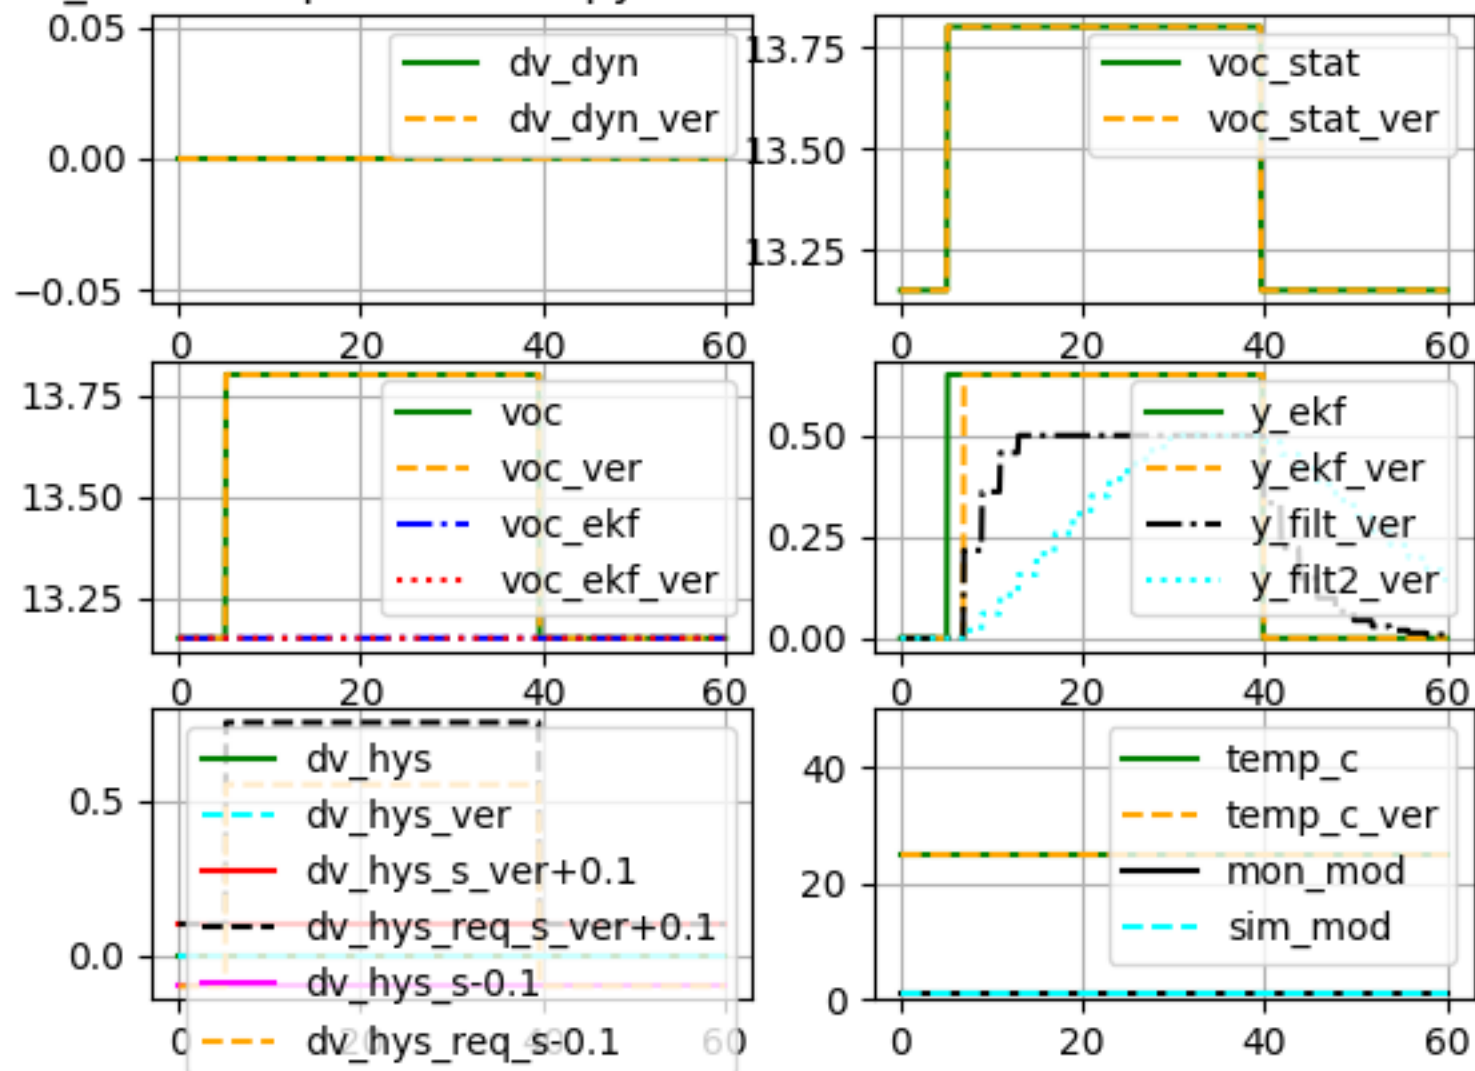 0.05
0.00
−0.05
dv_dyn
dv_dyn_ver
0 20 40 60
13.75
13.50
13.25
voc_stat
voc_stat_ver
0 20 40 60
13.75
13.50
13.25
voc
voc_ver
voc_ekf
voc_ekf_ver
0 20 40 60
0.50
0.25
0.00
y_ekf
y_ekf_ver
y_filt_ver
y_filt2_ver
0 20 40 60
0.5
0.0
dv_hys
dv_hys_ver
dv_hys_s_ver+0.1
dv_hys_req_s_ver+0.1
dv_hys_s-0.1
dv_hys_req_s-0.1
0 20 40 60
40
20
0
temp_c
temp_c_ver
mon_mod
sim_mod
0 20 40 60